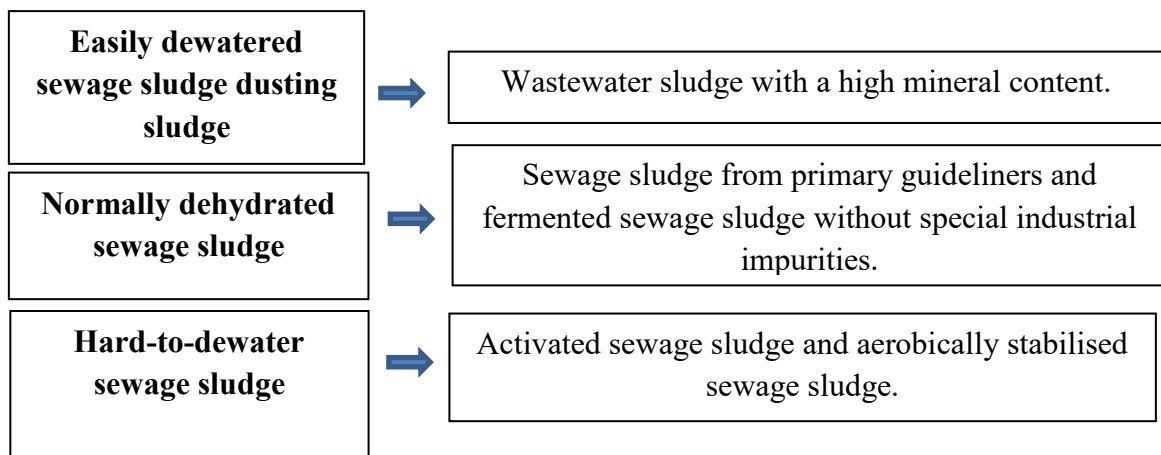 Easily dewatered
sewage sludge dusting
sludge
Wastewater sludge with a high mineral content.
Normally dehydrated
sewage sludge
Sewage sludge from primary guideliners and
fermented sewage sludge without special industrial
impurities.
Hard-to-dewater
sewage sludge
Activated sewage sludge and aerobically stabilised
sewage sludge.